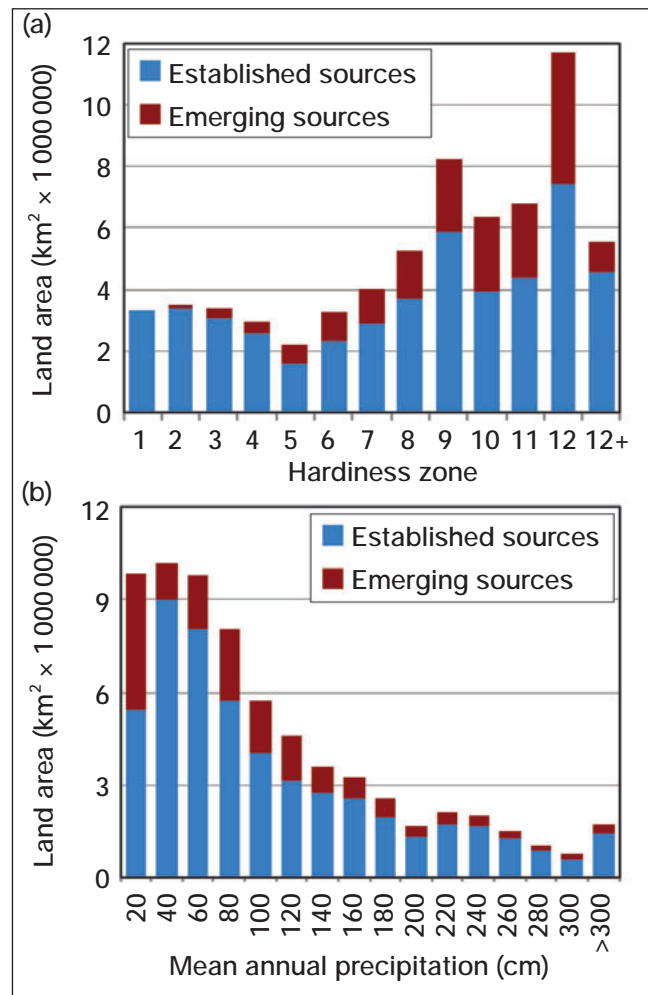 (a)
12
10
8
6
4
2
0
Land area (km² × 1 000 000)
Established sources
Emerging sources
1 2 3 4 5 6 7 8 9 10 11 12 12+
Hardiness zone
(b)
12
9
6
3
0
Land area (km² × 1 000 000)
Established sources
Emerging sources
20 40 60 80 100 120 140 160 180 200 220 240 260 280 300 >300
Mean annual precipitation (cm)